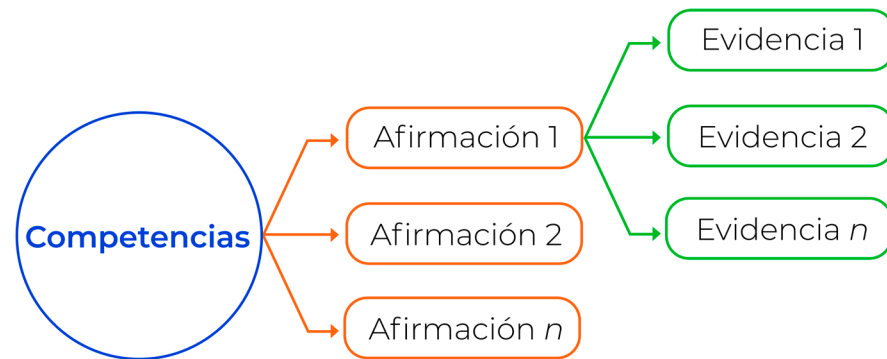 Competencias
Afirmación 1
Afirmación 2
Afirmación n
Evidencia 1
Evidencia 2
Evidencia n